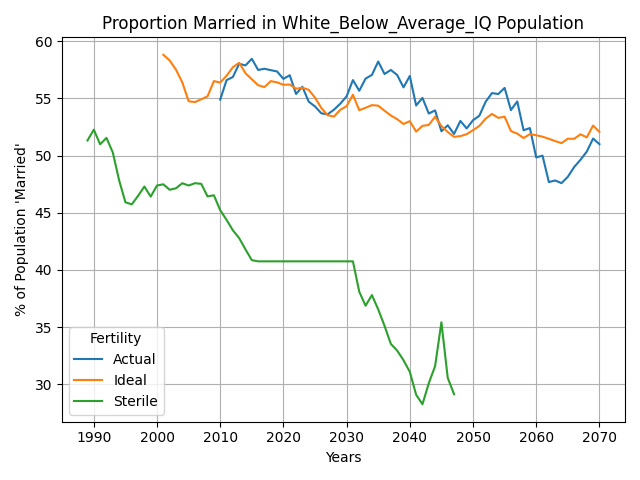 Proportion Married in White_Below_Average_IQ Population
% of Population 'Married'
60
55
50
45
40
35
30
Fertility
Actual
Ideal
Sterile
1990 2000 2010 2020 2030 2040 2050 2060 2070
Years